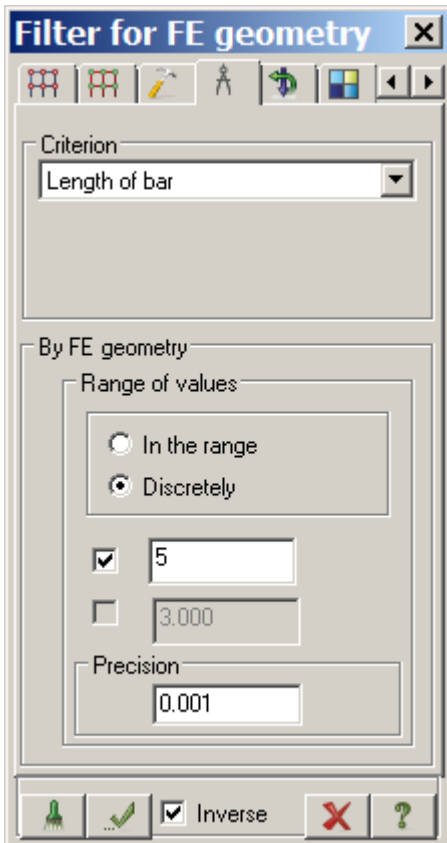 Filter for FE geometry
Criterion
Length of bar
By FE geometry
Range of values
In the range
Discretely
5
3.000
Precision
0.001
Inverse
?